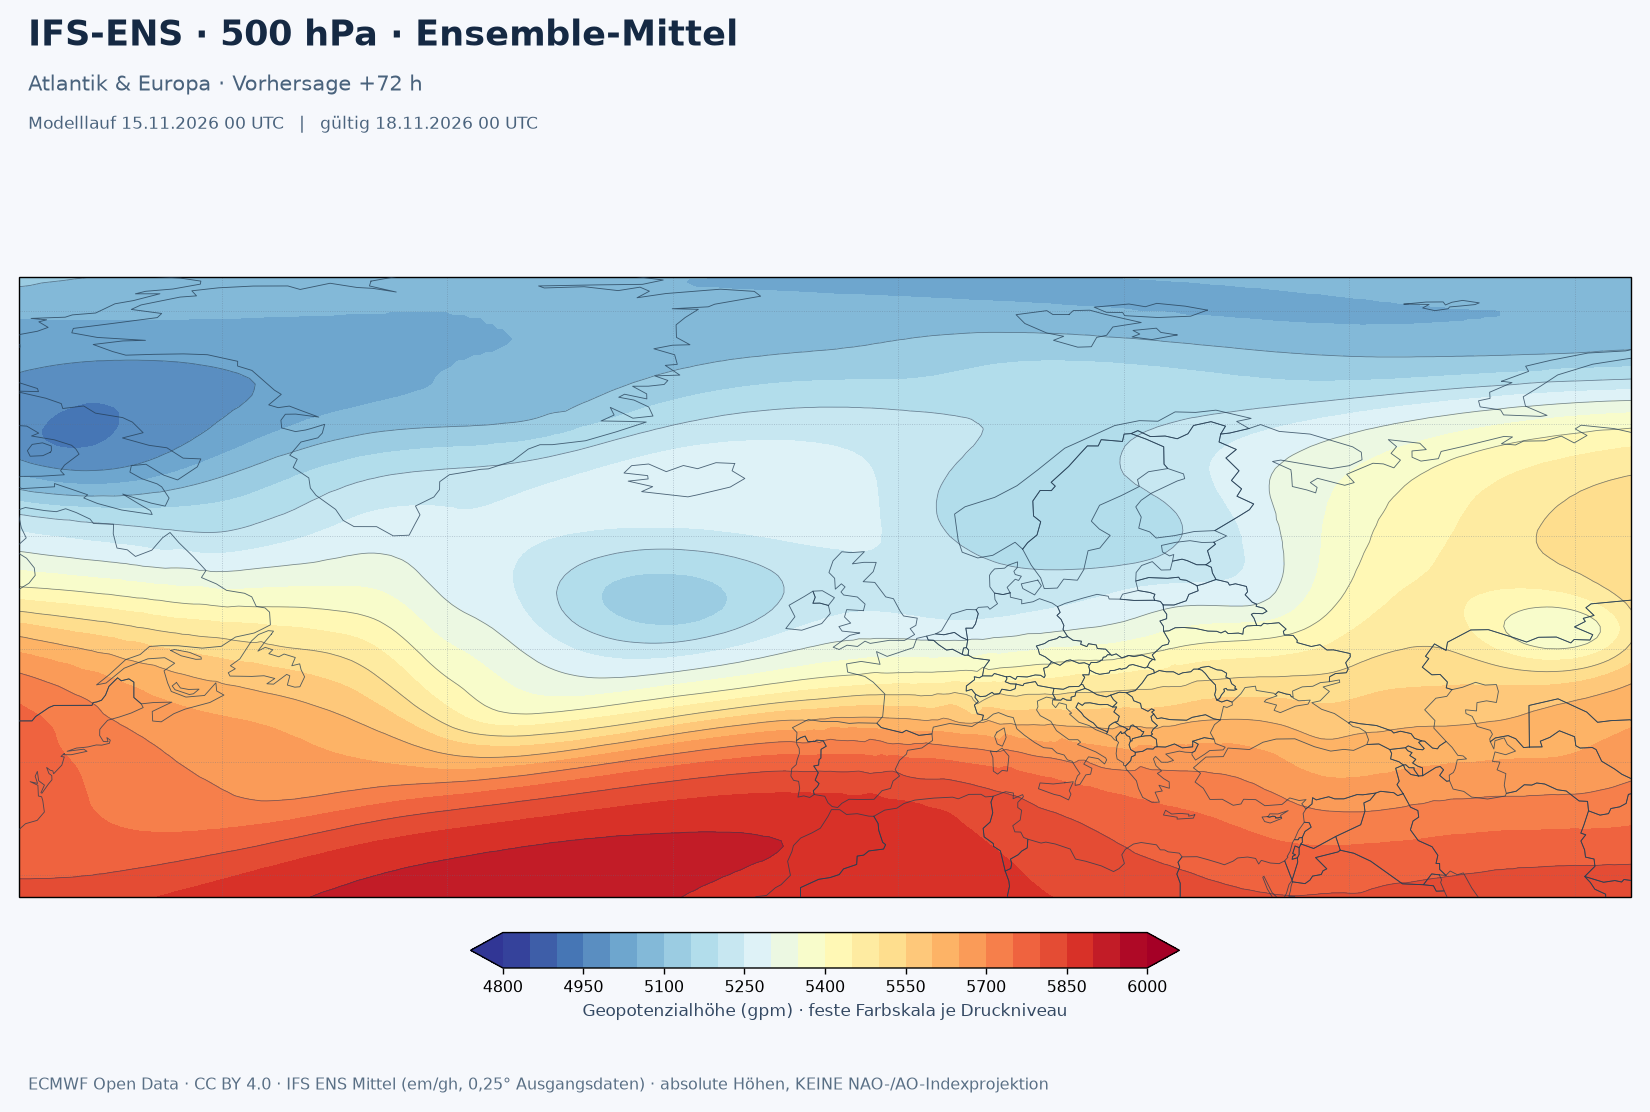 IFS-ENS · 500 hPa · Ensemble-Mittel
Atlantik & Europa · Vorhersage +72 h
Modelllauf 15.11.2026 00 UTC | gültig 18.11.2026 00 UTC
4800 4950 5100 5250 5400 5550 5700 5850 6000
Geopotenzialhöhe (gpm) · feste Farbskala je Druckniveau
ECMWF Open Data · CC BY 4.0 · IFS ENS Mittel (em/gh, 0,25° Ausgangsdaten) · absolute Höhen, KEINE NAO-/AO-Indexprojektion